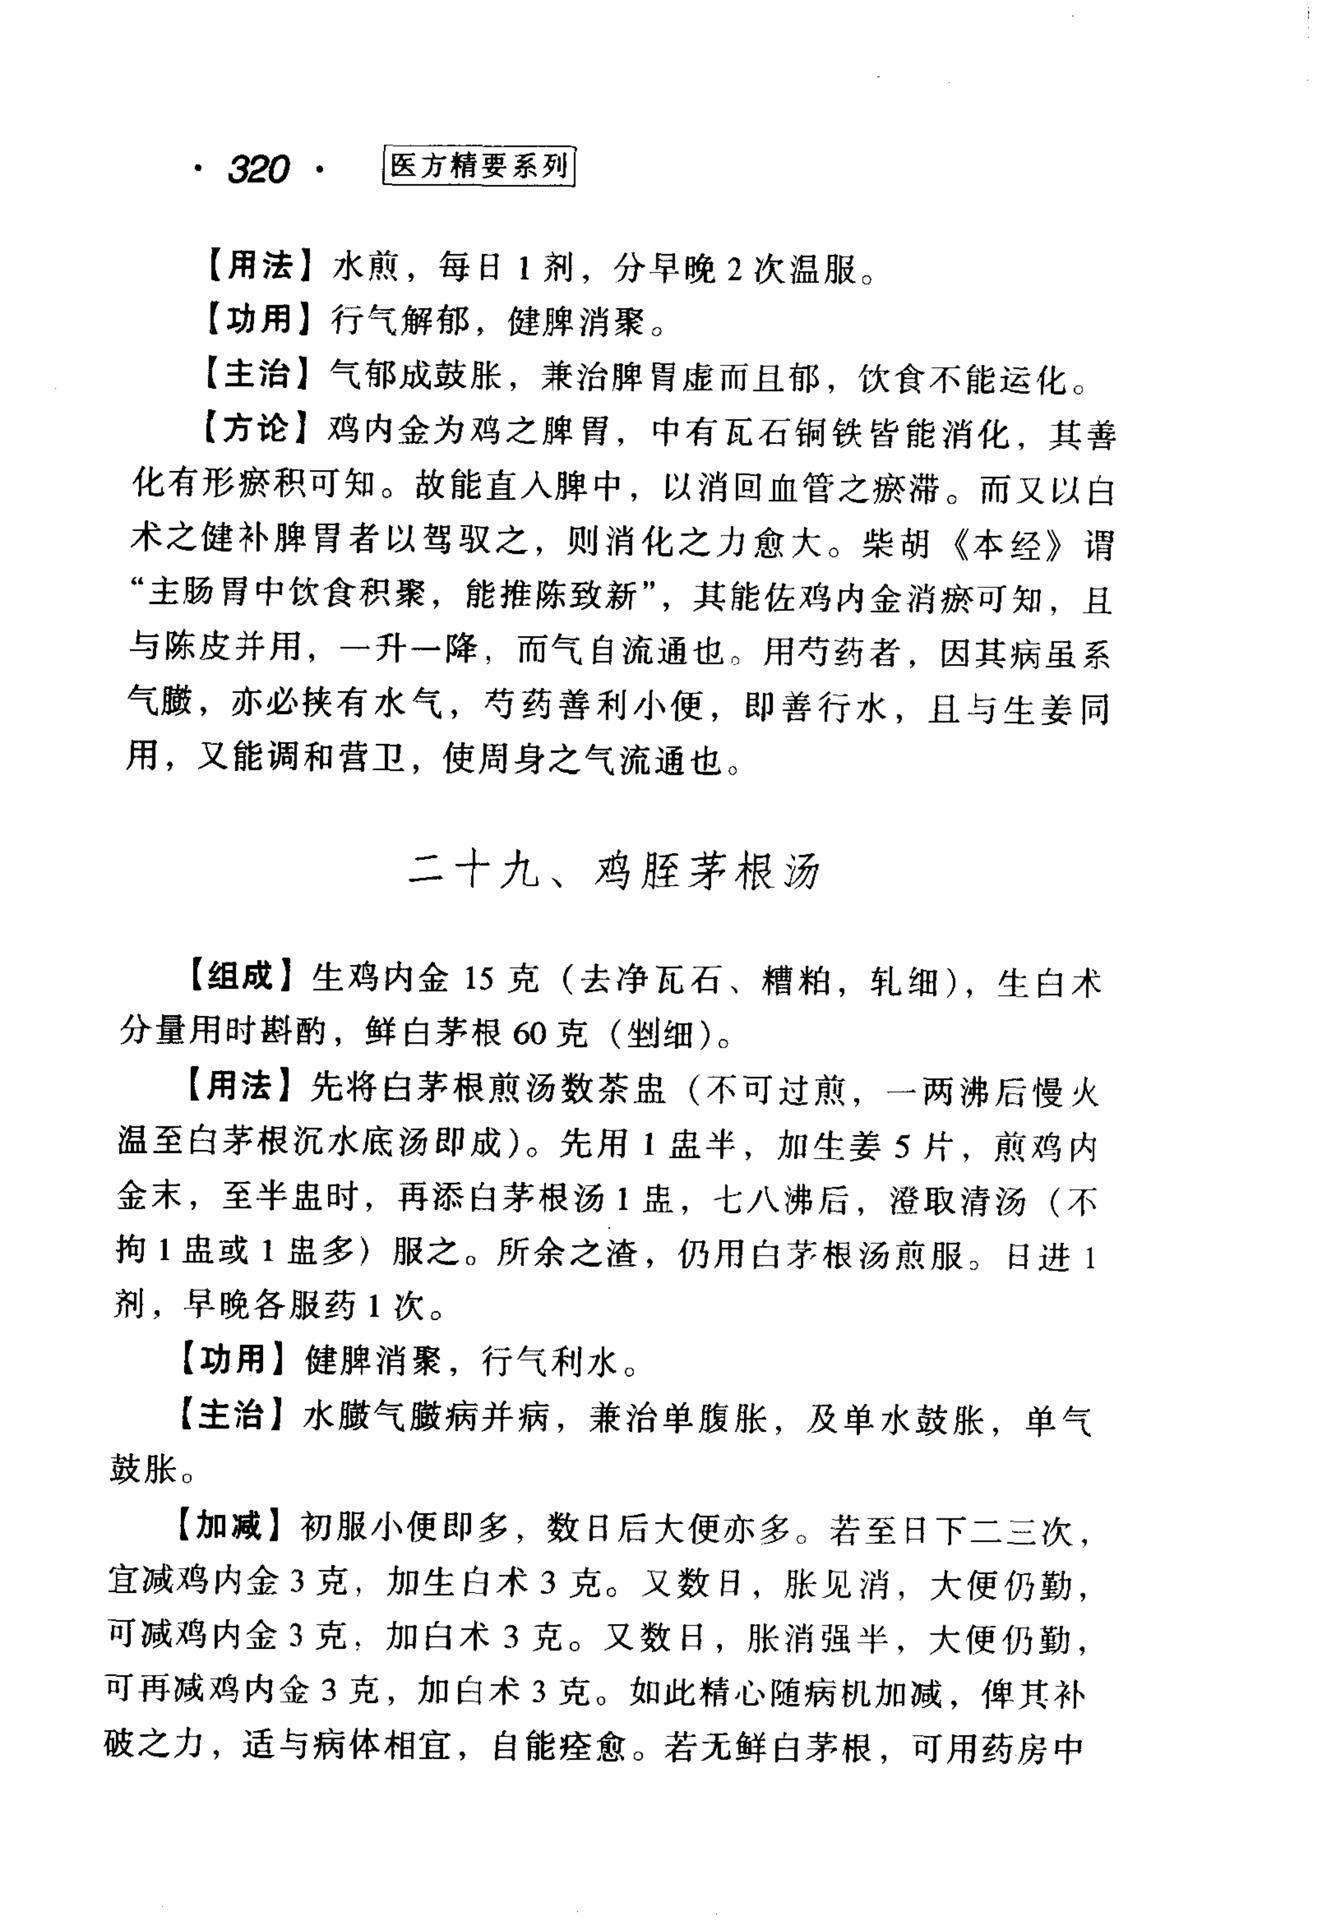 · 320 · 医方精要系列
【用法】水煎，每日 1 剂，分早晚 2 次温服。
【功用】行气解郁，健脾消聚。
【主治】气郁成鼓胀，兼治脾胃虚而且郁，饮食不能运化。
【方论】鸡内金为鸡之脾胃，中有瓦石铜铁皆能消化，其善
化有形瘀积可知。故能直入脾中，以消回血管之瘀滞。而又以白
术之健补脾胃者以驾驭之，则消化之力愈大。柴胡《本经》谓
“主肠胃中饮食积聚，能推陈致新”，其能佐鸡内金消瘀可知，且
与陈皮并用，一升一降，而气自流通也。用芍药者，因其病虽系
气臌，亦必挟有水气，芍药善利小便，即善行水，且与生姜同
用，又能调和营卫，使周身之气流通也。
二十九、鸡胵茅根汤
【组成】生鸡内金 15 克（去净瓦石、糟粕，轧细），生白术
分量用时斟酌，鲜白茅根 60 克（剉细）。
【用法】先将白茅根煎汤数茶盅（不可过煎，一两沸后慢火
温至白茅根沉水底汤即成）。先用 1 盅半，加生姜 5 片，煎鸡内
金末，至半盅时，再添白茅根汤 1 盅，七八沸后，澄取清汤（不
拘 1 盅或 1 盅多）服之。所余之渣，仍用白茅根汤煎服。日进 1
剂，早晚各服药 1 次。
【功用】健脾消聚，行气利水。
【主治】水臌气臌病并病，兼治单腹胀，及单水鼓胀，单气
鼓胀。
【加减】初服小便即多，数日后大便亦多。若至日下二三次，
宜减鸡内金 3 克，加生白术 3 克。又数日，胀见消，大便仍勤，
可减鸡内金 3 克，加白术 3 克。又数日，胀消强半，大便仍勤，
可再减鸡内金 3 克，加白术 3 克。如此精心随病机加减，俾其补
破之力，适与病体相宜，自能痊愈。若无鲜白茅根，可用药房中